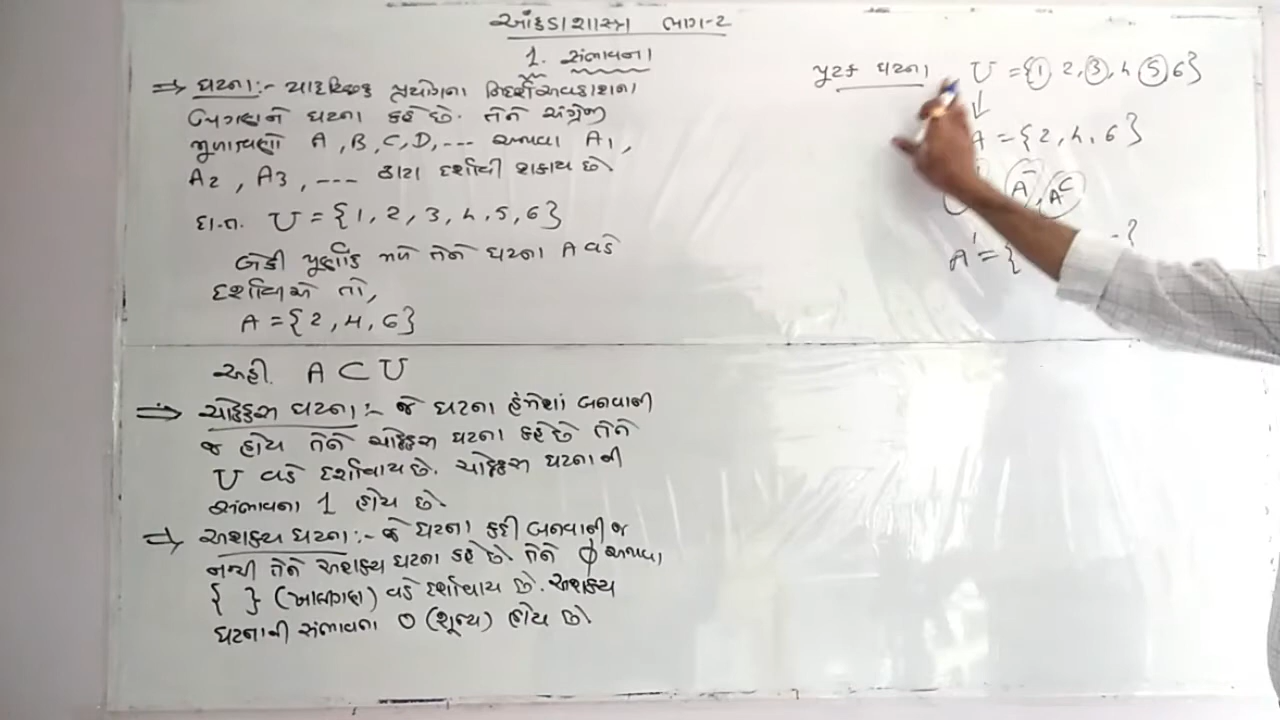 આંકડાશાસ્ત્ર ભાગ-2
1. સંભાવના
⇒ ઘટના :- યાદચ્છિક પ્રયોગના નિદર્શઅવકાશના
ઉપગણને ઘટના કહે છે. તેને અંગ્રેજી
મૂળાક્ષરો A, B, C, D, --- અથવા A1,
A2, A3, --- દ્વારા દર્શાવી શકાય છે.
દા.ત. U = {1, 2, 3, 4, 5, 6}
બેકી પૂર્ણાંક મળે તેને ઘટના A વડે
દર્શાવીએ તો,
A = {2, 4, 6}
અહી. A ⊂ U
⇒ ચોક્કસ ઘટના :- જે ઘટના હંમેશાં બનવાની
જ હોય તેને ચોક્કસ ઘટના કહે છે તેને
U વડે દર્શાવાય છે. ચોક્કસ ઘટનાની
સંભાવના 1 હોય છે.
⇒ અશક્ય ઘટના :- જે ઘટના કદી બનવાની જ
નથી તેને અશક્ય ઘટના કહે છે. તેને ϕ અથવા
{ } (ખાલીગણ) વડે દર્શાવાય છે. અશક્ય
ઘટનાની સંભાવના 0 (શૂન્ય) હોય છે.
પુરક ઘટના U = {1, 2, 3, 4, 5, 6}
↓
A = {2, 4, 6}
A⁻, Aᶜ
A' = { }